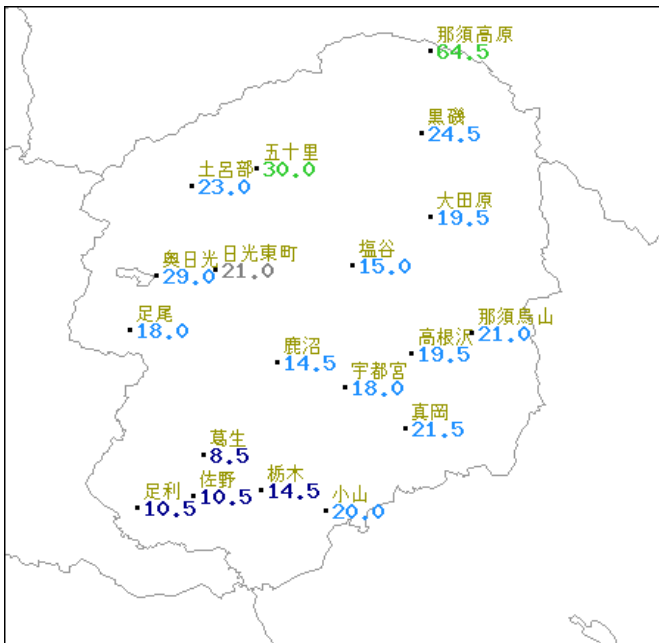 那須高原
64.5
黒磯
24.5
五十里
30.0
土呂部
23.0
大田原
19.5
塩谷
15.0
日光東町
21.0
奥日光
29.0
足尾
18.0
那須烏山
21.0
高根沢
19.5
鹿沼
14.5
宇都宮
18.0
真岡
21.5
葛生
8.5
栃木
14.5
佐野
10.5
足利
10.5
小山
20.0